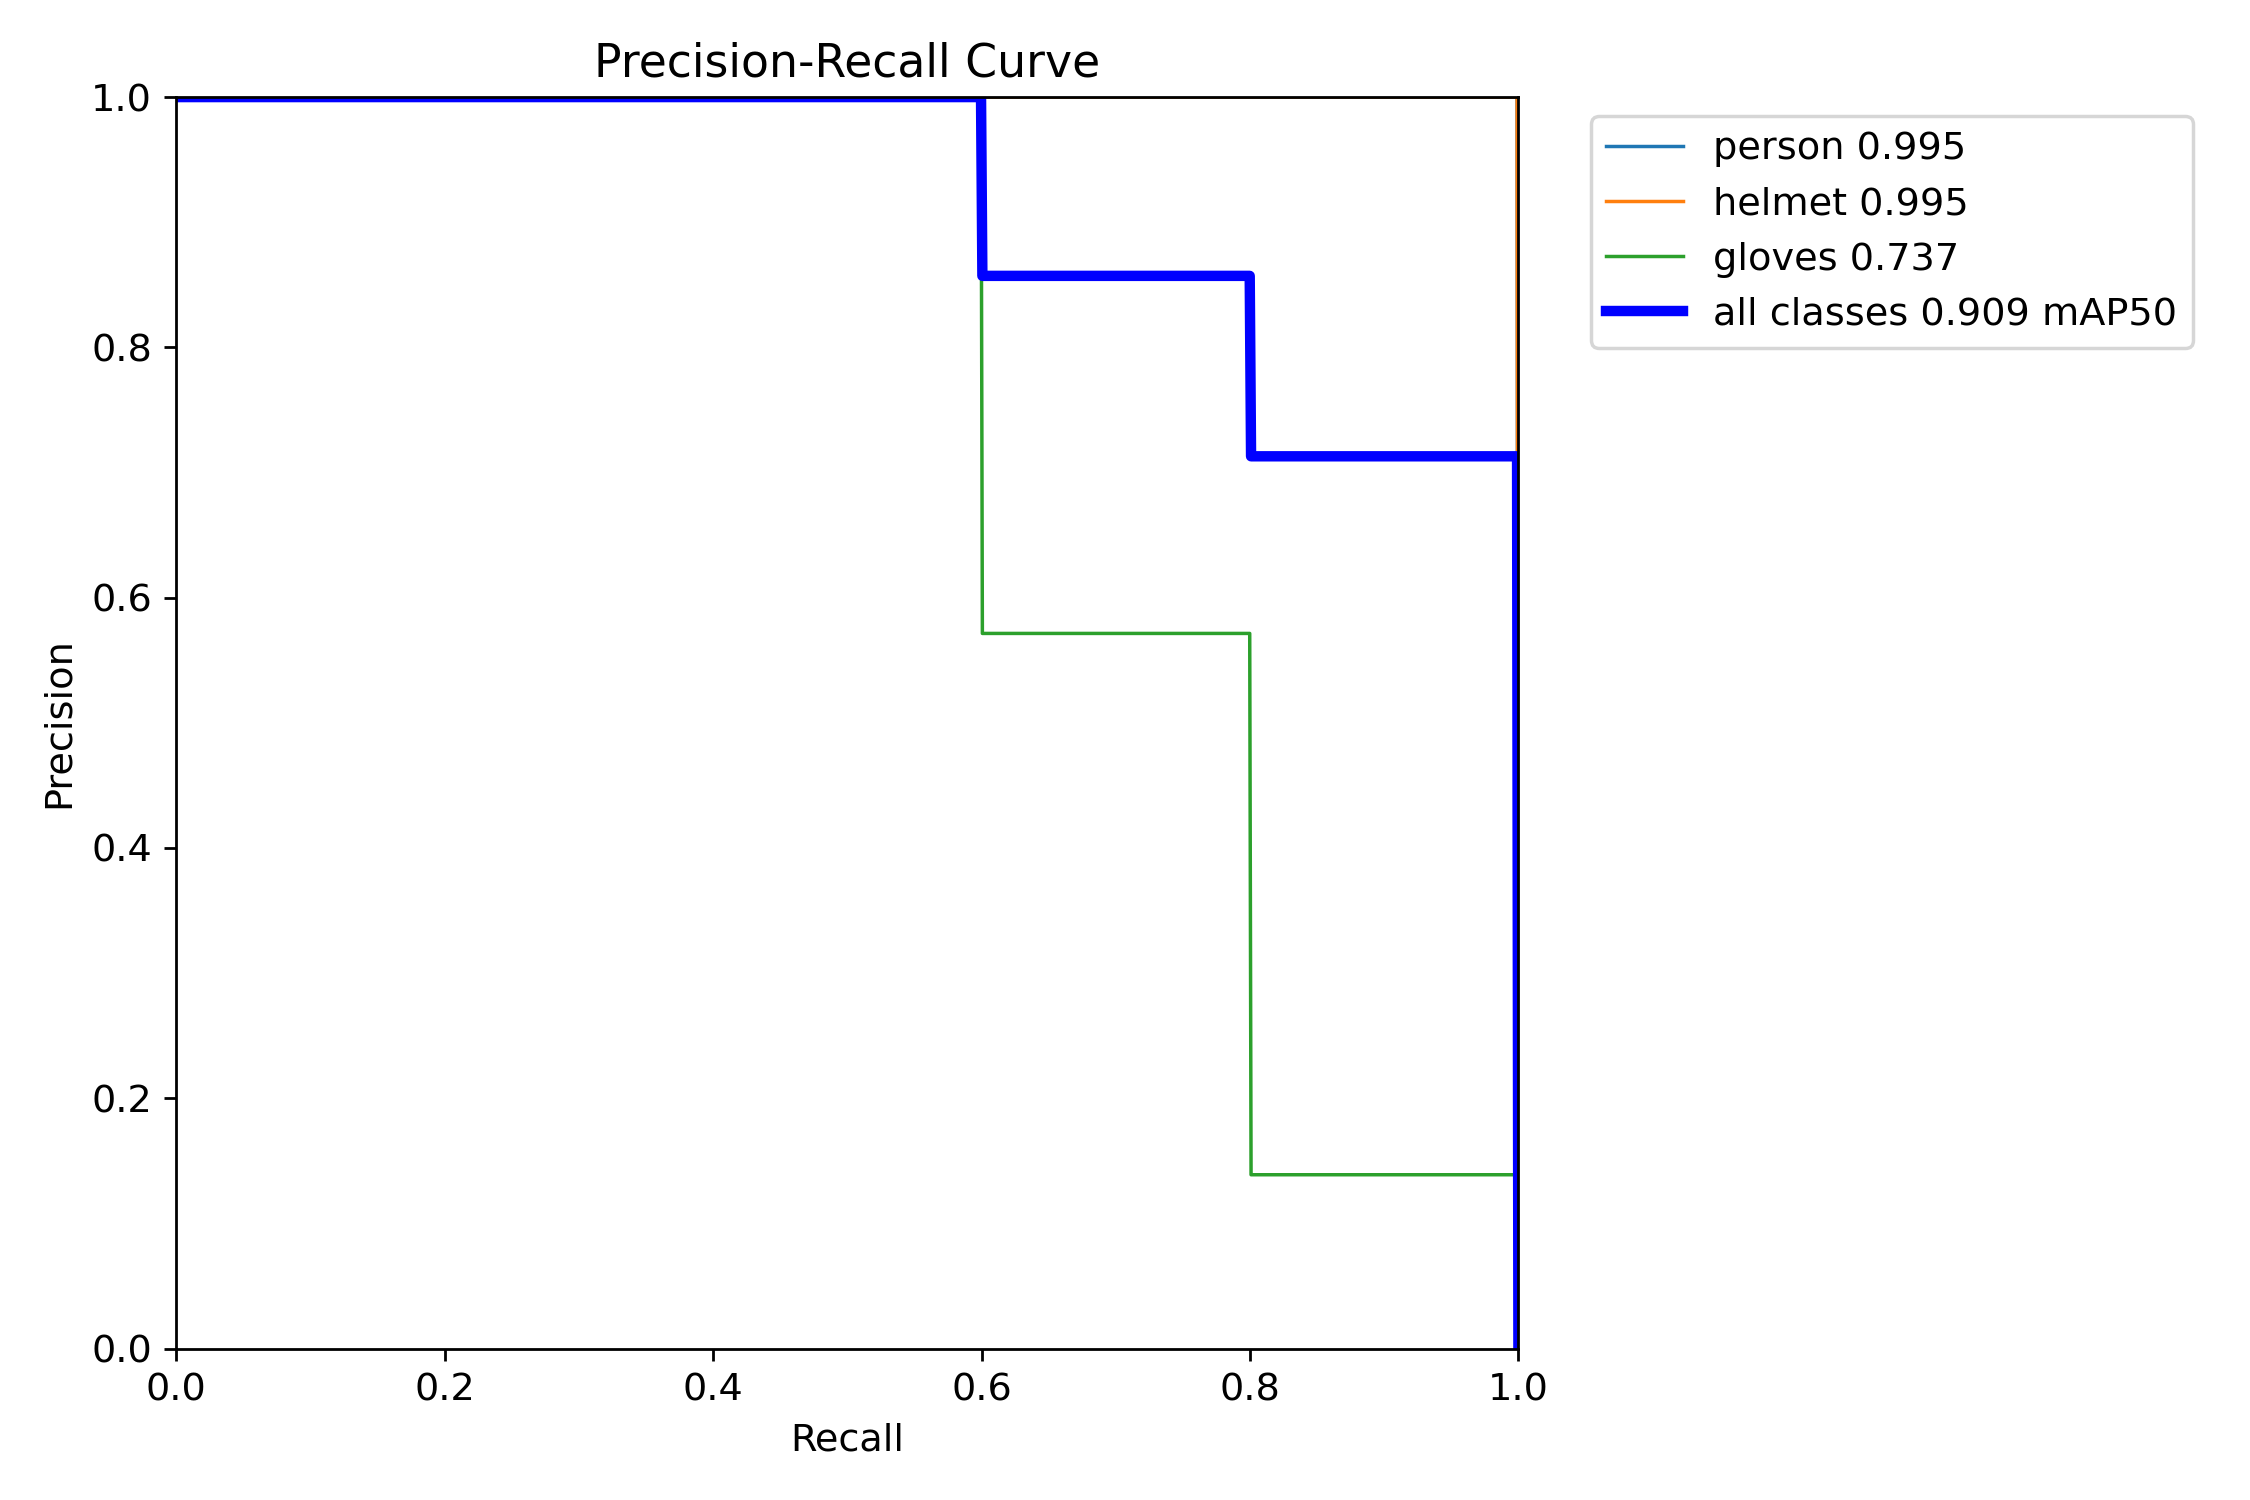 Precision-Recall Curve
1.0
0.8
0.6
0.4
0.2
0.0
Precision
0.0 0.2 0.4 0.6 0.8 1.0
Recall
person 0.995
helmet 0.995
gloves 0.737
all classes 0.909 mAP50